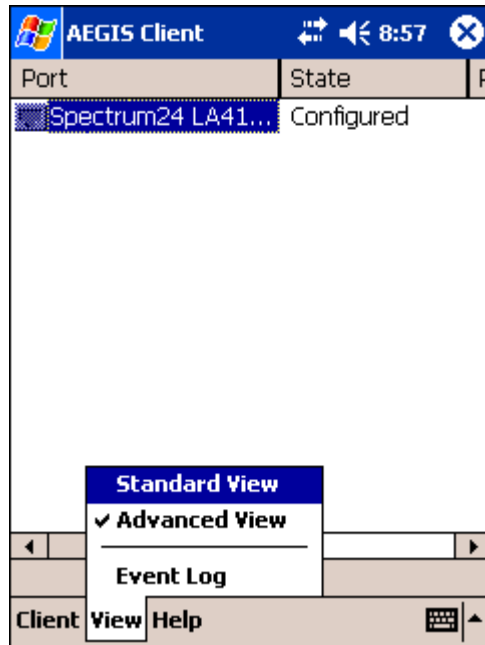 AEGIS Client 8:57
Port State
Spectrum24 LA41... Configured
Standard View
Advanced View
Event Log
Client View Help